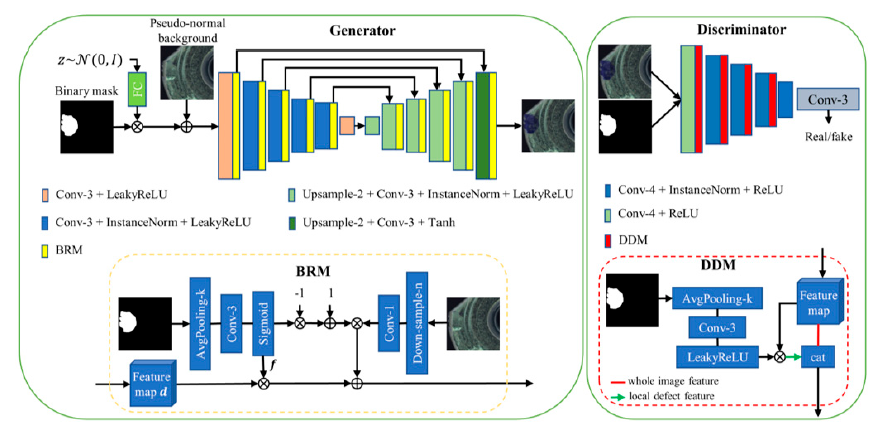 Generator
Pseudo-normal
background
z~𝒩(0, I)
FC
Binary mask
Conv-3 + LeakyReLU
Upsample-2 + Conv-3 + InstanceNorm + LeakyReLU
Conv-3 + InstanceNorm + LeakyReLU
Upsample-2 + Conv-3 + Tanh
BRM
BRM
-1
1
AvgPooling-k
Conv-3
Sigmoid
Conv-1
Down-sample-n
f
Feature
map d
Discriminator
Conv-3
Real/fake
Conv-4 + InstanceNorm + ReLU
Conv-4 + ReLU
DDM
DDM
AvgPooling-k
Feature
map
Conv-3
LeakyReLU
cat
whole image feature
local defect feature